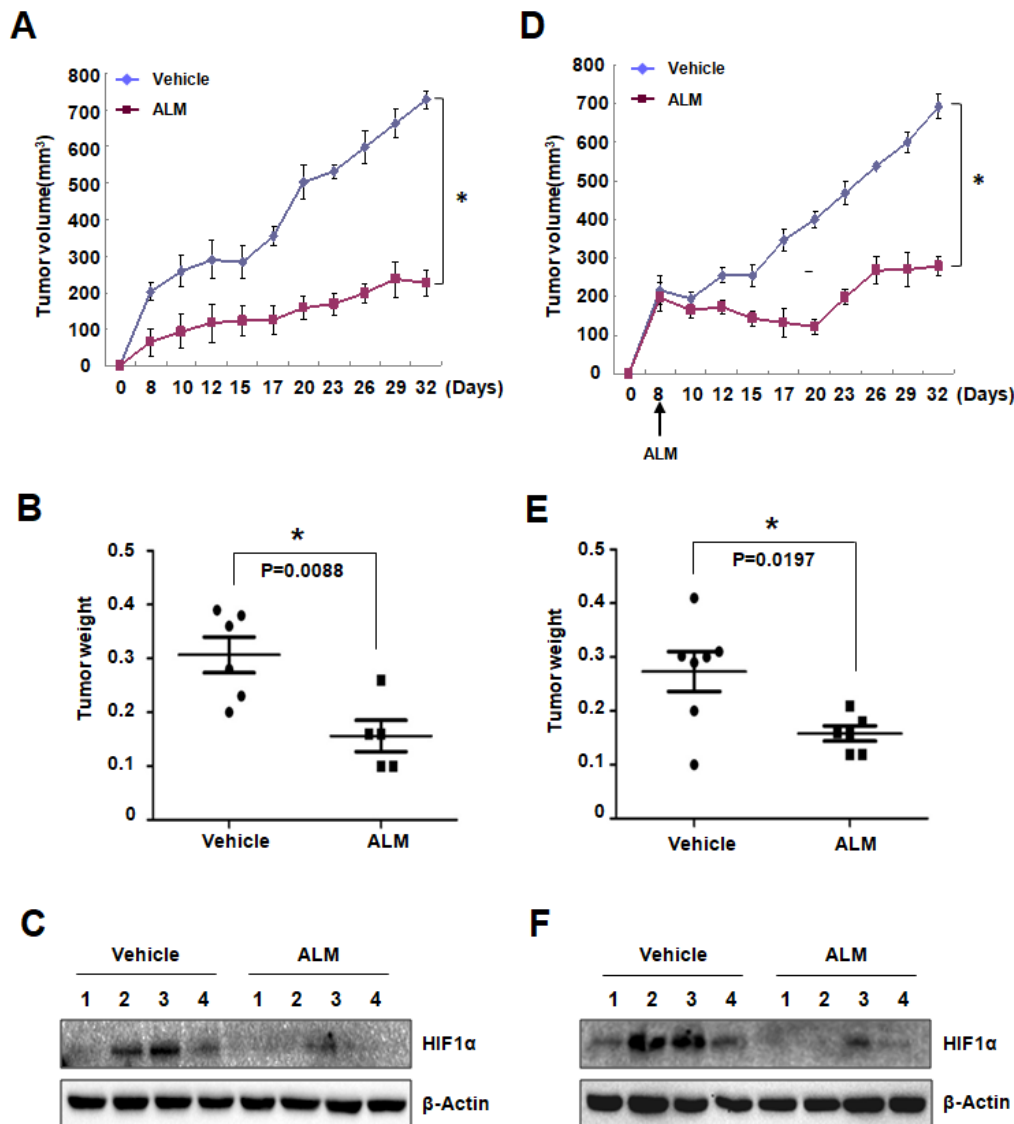 A
Vehicle
ALM
Tumor volume(mm³)
800
700
600
500
400
300
200
100
0
*
0 8 10 12 15 17 20 23 26 29 32 (Days)
D
Vehicle
ALM
Tumor volume(mm³)
800
700
600
500
400
300
200
100
0
*
0 8 10 12 15 17 20 23 26 29 32 (Days)
ALM
B
*
P=0.0088
Tumor weight
0.5
0.4
0.3
0.2
0.1
0
Vehicle ALM
E
*
P=0.0197
Tumor weight
0.5
0.4
0.3
0.2
0.1
0
Vehicle ALM
C
Vehicle ALM
1 2 3 4 1 2 3 4
HIF1α
β-Actin
F
Vehicle ALM
1 2 3 4 1 2 3 4
HIF1α
β-Actin